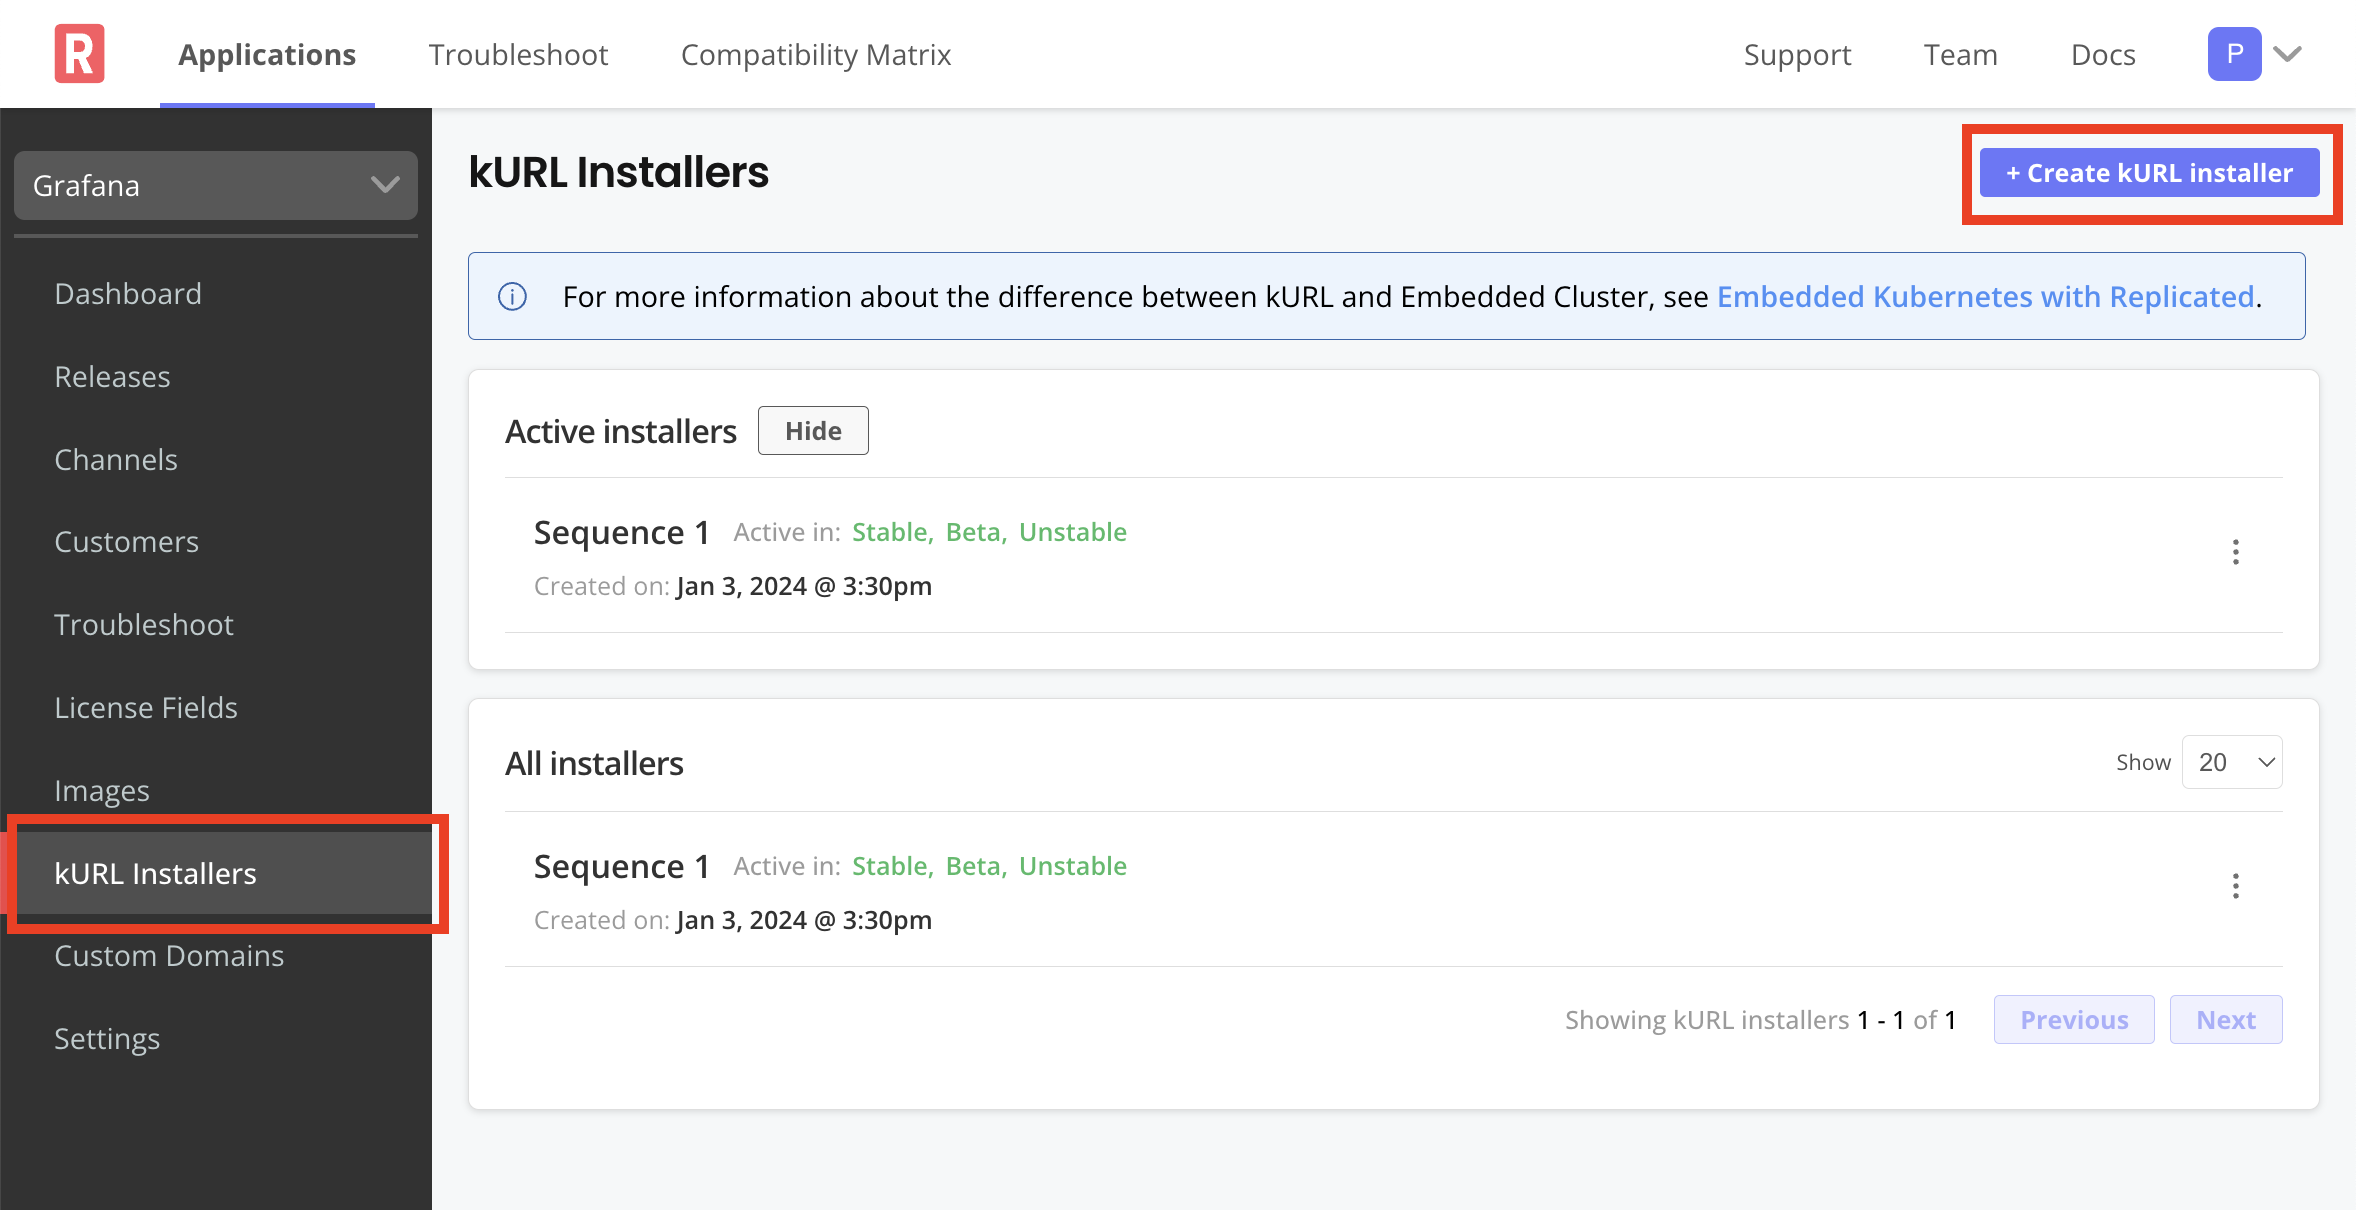 R Applications Troubleshoot Compatibility Matrix Support Team Docs P
Grafana
Dashboard
Releases
Channels
Customers
Troubleshoot
License Fields
Images
kURL Installers
Custom Domains
Settings
kURL Installers
+ Create kURL installer
For more information about the difference between kURL and Embedded Cluster, see Embedded Kubernetes with Replicated.
Active installers Hide
Sequence 1 Active in: Stable, Beta, Unstable
Created on: Jan 3, 2024 @ 3:30pm
All installers Show 20
Sequence 1 Active in: Stable, Beta, Unstable
Created on: Jan 3, 2024 @ 3:30pm
Showing kURL installers 1 - 1 of 1 Previous Next